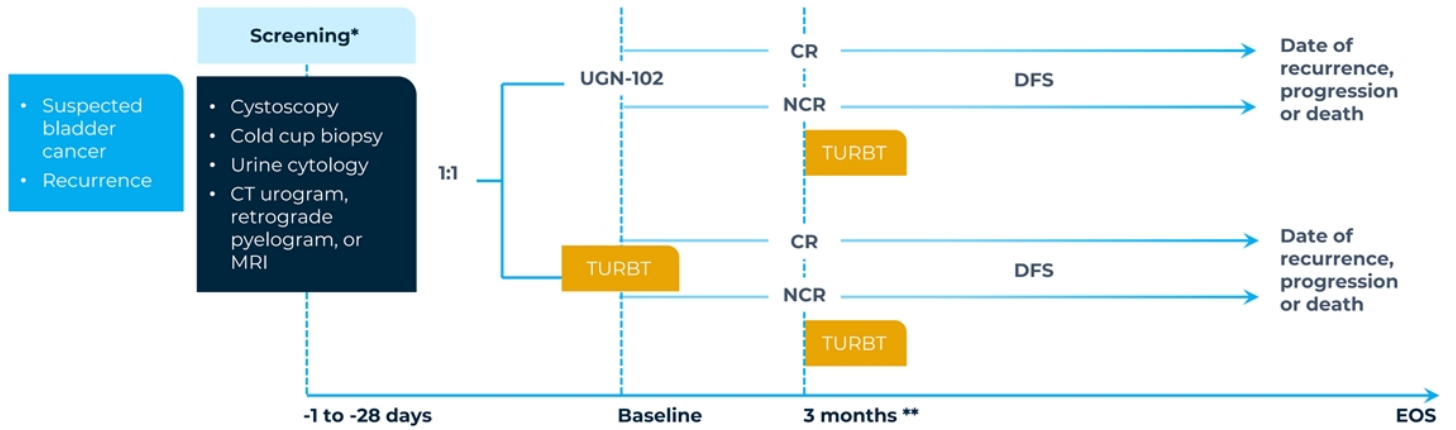 Screening*
• Suspected
bladder
cancer
• Recurrence
• Cystoscopy
• Cold cup biopsy
• Urine cytology
• CT urogram,
retrograde
pyelogram, or
MRI
1:1
UGN-102
CR
DFS
NCR
TURBT
Date of
recurrence,
progression
or death
TURBT
CR
DFS
NCR
TURBT
Date of
recurrence,
progression
or death
-1 to -28 days
Baseline
3 months **
EOS